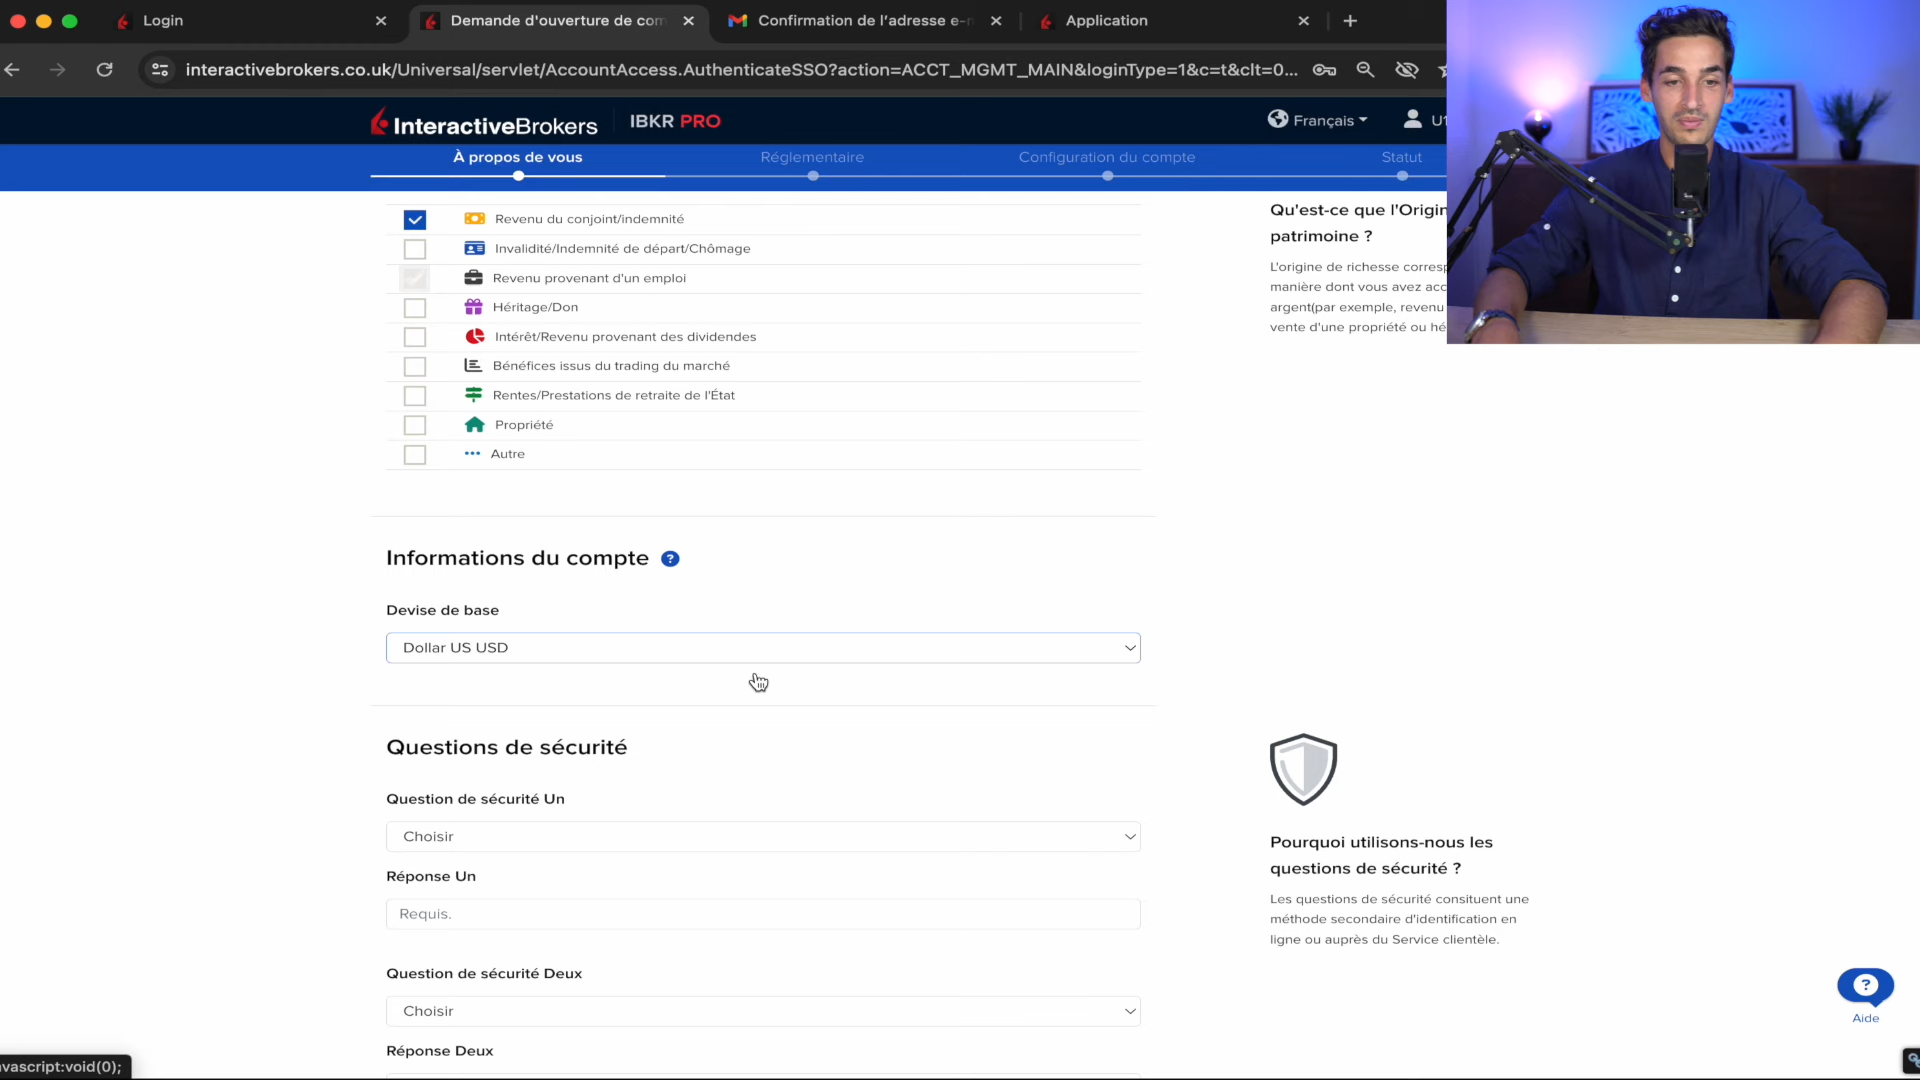 Login
Demande d'ouverture de com
Confirmation de l'adresse e-m
Application
interactivebrokers.co.uk/Universal/servlet/AccountAccess.AuthenticateSSO?action=ACCT_MGMT_MAIN&loginType=1&c=t&clt=0...
InteractiveBrokers
IBKR PRO
Français
U1
À propos de vous
Réglementaire
Configuration du compte
Statut
Revenu du conjoint/indemnité
Invalidité/Indemnité de départ/Chômage
Revenu provenant d'un emploi
Héritage/Don
Intérêt/Revenu provenant des dividendes
Bénéfices issus du trading du marché
Rentes/Prestations de retraite de l'État
Propriété
Autre
Qu'est-ce que l'Origin
patrimoine ?
L'origine de richesse corresp
manière dont vous avez acc
argent(par exemple, revenu
vente d'une propriété ou hé
Informations du compte ?
Devise de base
Dollar US USD
Questions de sécurité
Question de sécurité Un
Choisir
Réponse Un
Requis.
Question de sécurité Deux
Choisir
Réponse Deux
Pourquoi utilisons-nous les
questions de sécurité ?
Les questions de sécurité consituent une
méthode secondaire d'identification en
ligne ou auprès du Service clientèle.
?
Aide
avascript:void(0);